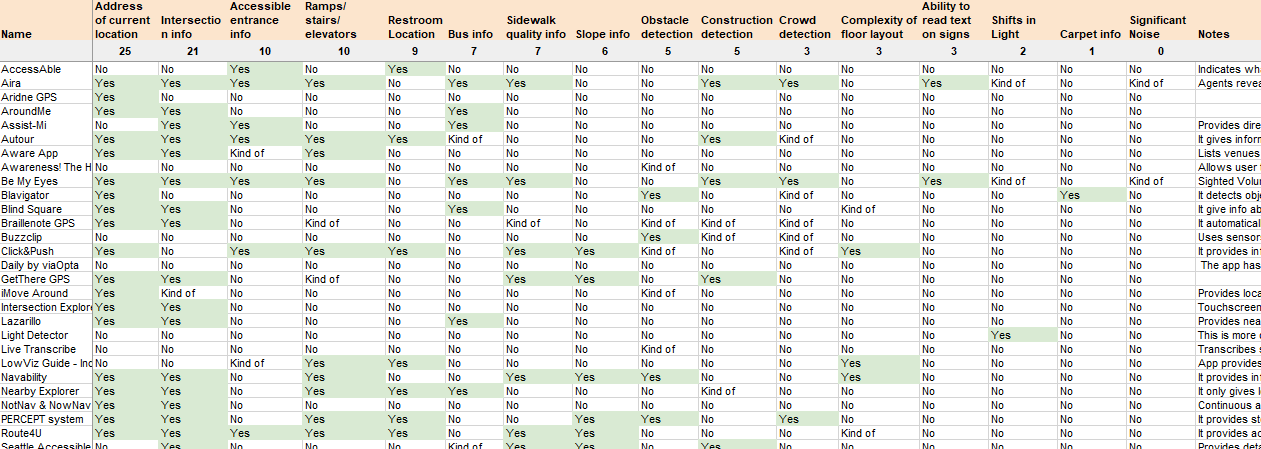 Name Address of current location Intersectio n info Accessible entrance info Ramps/ stairs/ elevators Restroom Location Bus info Sidewalk quality info Slope info Obstacle detection Construction detection Crowd detection Complexity of floor layout Ability to read text on signs Shifts in Light Carpet info Significant Noise Notes
25 21 10 10 9 7 7 6 5 5 3 3 3 2 1 0
AccessAble No No Yes No Yes No No No No No No No No No No No Indicates wh
Aira Yes Yes Yes Yes No Yes Yes No No Yes Yes No Yes Kind of No Kind of Agents revea
Aridne GPS Yes No No No No No No No No No No No No No No No
AroundMe Yes Yes No No No Yes No No No No No No No No No No
Assist-Mi No Yes Yes No No Yes No No No No No No No No No No Provides dire
Autour Yes Yes Yes Yes Yes Kind of No No No Yes Kind of No No No No No It gives inforn
Aware App Yes Yes Kind of Yes No No No No No No No No No No No No Lists venues
Awareness! The H No No No No No No No No Kind of No No No No No No No Allows user
Be My Eyes Yes Yes Yes Yes No Yes Yes No No Yes Yes No Yes Kind of No Kind of Sighted Volu
Blavigator Yes No No No No No No No Yes No Kind of No No No Yes No It detects obj
Blind Square Yes Yes No No No Yes No No No No No Kind of No No No No It give info ab
Braillenote GPS Yes Yes No Kind of No No Kind of No Kind of Kind of Kind of No No No No No It automatical
Buzzclip No No No No No No No No Yes Kind of Kind of No No No No No Uses sensor
Click&Push Yes No Yes Yes Yes No Yes Yes Kind of No Kind of Yes No No No No It provides inf
Daily by viaOpta No No No No No No No No No No No No No No No No The app has
GetThere GPS Yes Yes No Kind of No No Yes Yes No Yes No No No No No No
iMove Around Yes Kind of No No No No No No Kind of No No No No No No No Provides loca
Intersection Explor Yes Yes No No No No No No No No No No No No No No Touchscreen
Lazarillo Yes Yes No No No Yes No No No No No No No No No No Provides nea
Light Detector No No No No No No No No No No No No No Yes No No This is more
Live Transcribe No No No No No No No No Kind of No No No No No No No Transcribes
LowViz Guide - Ind No No Kind of Yes Yes No No No No No No Yes No No No No App provides
Navability Yes Yes No Yes No No Yes Yes Yes No No Yes No No No No It provides inf
Nearby Explorer Yes Yes No Yes Yes Yes No No No Kind of No No No No No No It only gives l
NotNav & NowNav Yes Yes No No No No No No No No No No No No No No Continuous a
PERCEPT system Yes Yes No Yes Yes No No Yes Yes No Yes No No No No No It provides st
Route4U Yes Yes Yes Yes Yes No Yes Yes No No No Kind of No No No No It provides ac
Seattle Accessible No Yes No No No Kind of Yes Yes No Yes No No No No No No Provides deta